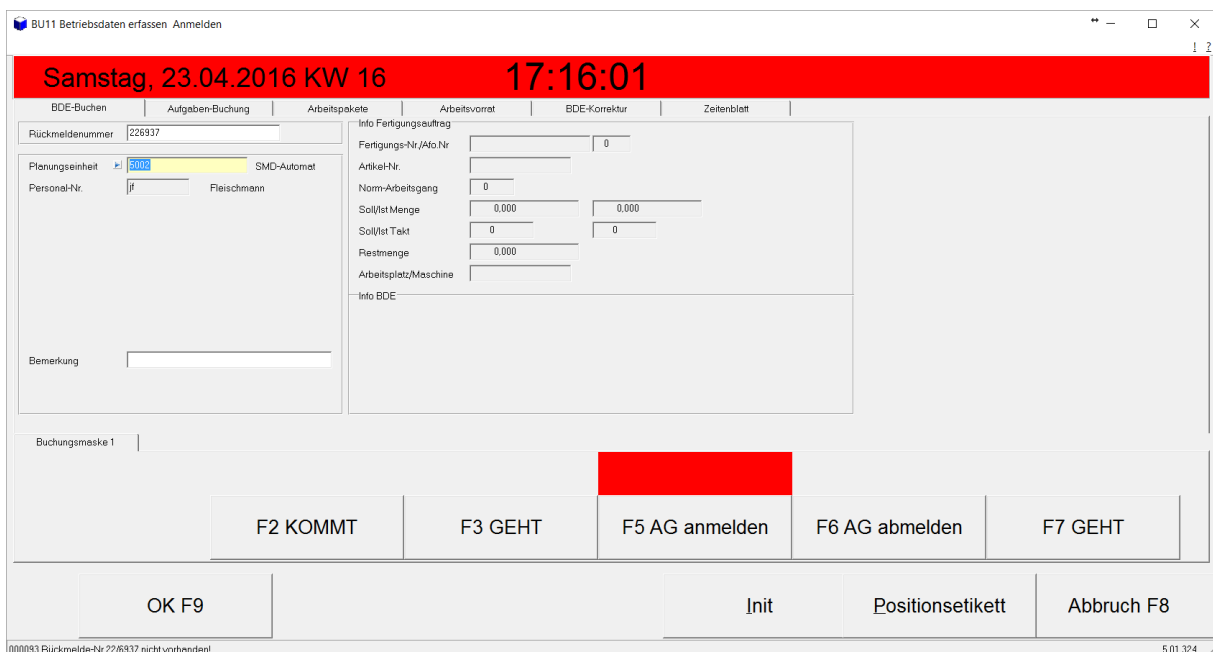 BU11 Betriebsdaten erfassen Anmelden
! ?
Samstag, 23.04.2016 KW 16 17:16:01
BDE-Buchen Aufgaben-Buchung Arbeitspakete Arbeitsvorrat BDE-Korrektur Zeitenblatt
Rückmeldenummer 226937
Planungseinheit 5002 SMD-Automat
Personal-Nr. jf Fleischmann
Bemerkung
Info Fertigungsauftrag
Fertigungs-Nr./Afo.Nr 0
Artikel-Nr.
Norm-Arbeitsgang 0
Soll/Ist Menge 0,000 0,000
Soll/Ist Takt 0 0
Restmenge 0,000
Arbeitsplatz/Maschine
Info BDE
Buchungsmaske 1
F2 KOMMT F3 GEHT F5 AG anmelden F6 AG abmelden F7 GEHT
OK F9 Init Positionsetikett Abbruch F8
000093 Rückmelde-Nr 22/6937 nicht vorhanden! 5.01.324